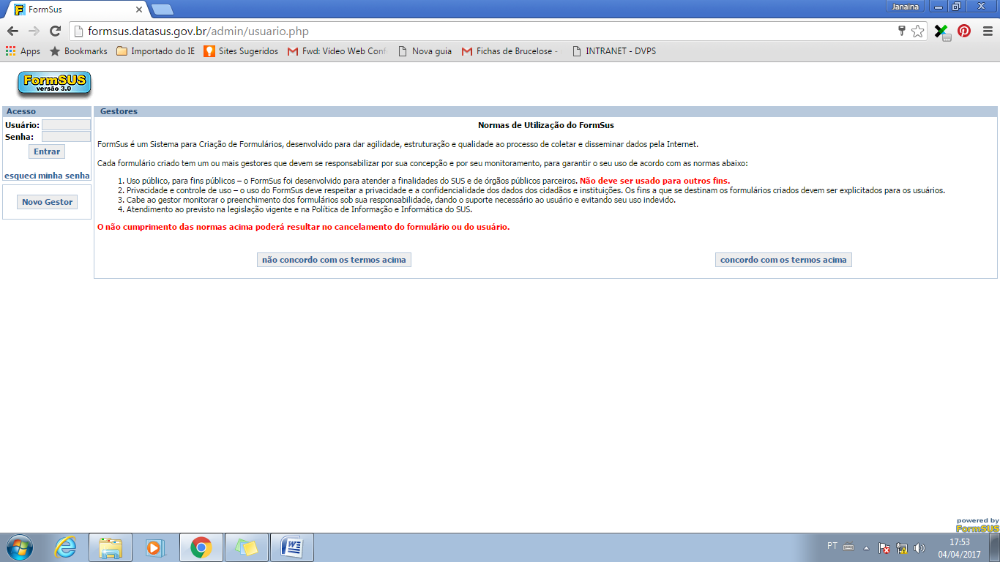 FormSus
Janaina
formsus.datasus.gov.br/admin/usuario.php
Apps Bookmarks Importado do IE Sites Sugeridos Fwd: Vídeo Web Conf Nova guia Fichas de Brucelose - INTRANET - DVPS
FormSUS
versão 3.0
Acesso
Usuário:
Senha:
Entrar
esqueci minha senha
Novo Gestor
Gestores
Normas de Utilização do FormSus
FormSus é um Sistema para Criação de Formulários, desenvolvido para dar agilidade, estruturação e qualidade ao processo de coletar e disseminar dados pela Internet.
Cada formulário criado tem um ou mais gestores que devem se responsabilizar por sua concepção e por seu monitoramento, para garantir o seu uso de acordo com as normas abaixo:
1. Uso público, para fins públicos – o FormSus foi desenvolvido para atender a finalidades do SUS e de órgãos públicos parceiros. Não deve ser usado para outros fins.
2. Privacidade e controle de uso – o uso do FormSus deve respeitar a privacidade e a confidencialidade dos dados dos cidadãos e instituições. Os fins a que se destinam os formulários criados devem ser explicitados para os usuários.
3. Cabe ao gestor monitorar o preenchimento dos formulários sob sua responsabilidade, dando o suporte necessário ao usuário e evitando seu uso indevido.
4. Atendimento ao previsto na legislação vigente e na Política de Informação e Informática do SUS.
O não cumprimento das normas acima poderá resultar no cancelamento do formulário ou do usuário.
não concordo com os termos acima concordo com os termos acima
powered by
FormSUS
PT
17:53
04/04/2017